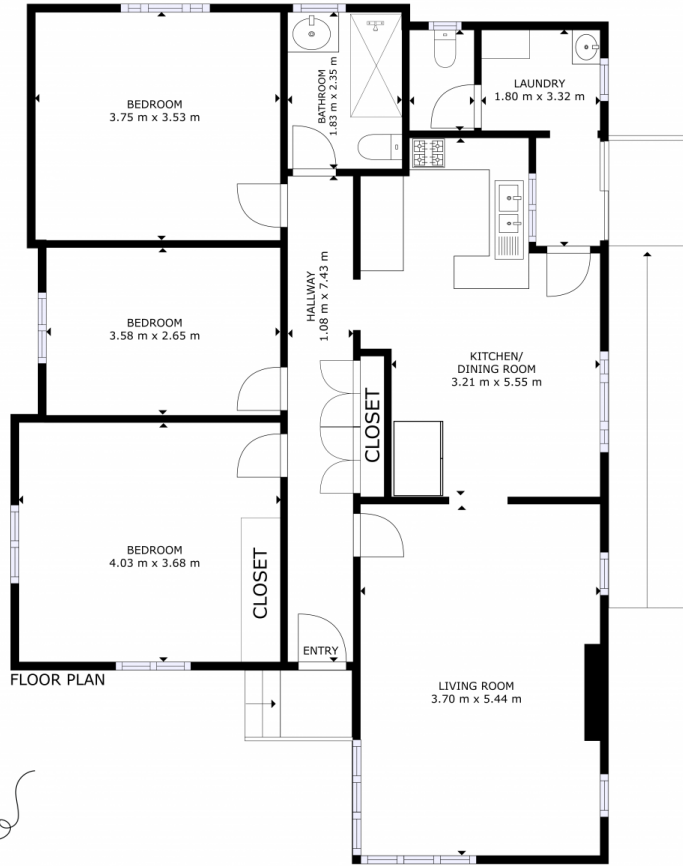 BEDROOM
3.75 m x 3.53 m
BATHROOM
1.83 m x 2.35 m
LAUNDRY
1.80 m x 3.32 m
HALLWAY
1.08 m x 7.43 m
BEDROOM
3.58 m x 2.65 m
KITCHEN/
DINING ROOM
3.21 m x 5.55 m
CLOSET
BEDROOM
4.03 m x 3.68 m
CLOSET
ENTRY
FLOOR PLAN
LIVING ROOM
3.70 m x 5.44 m